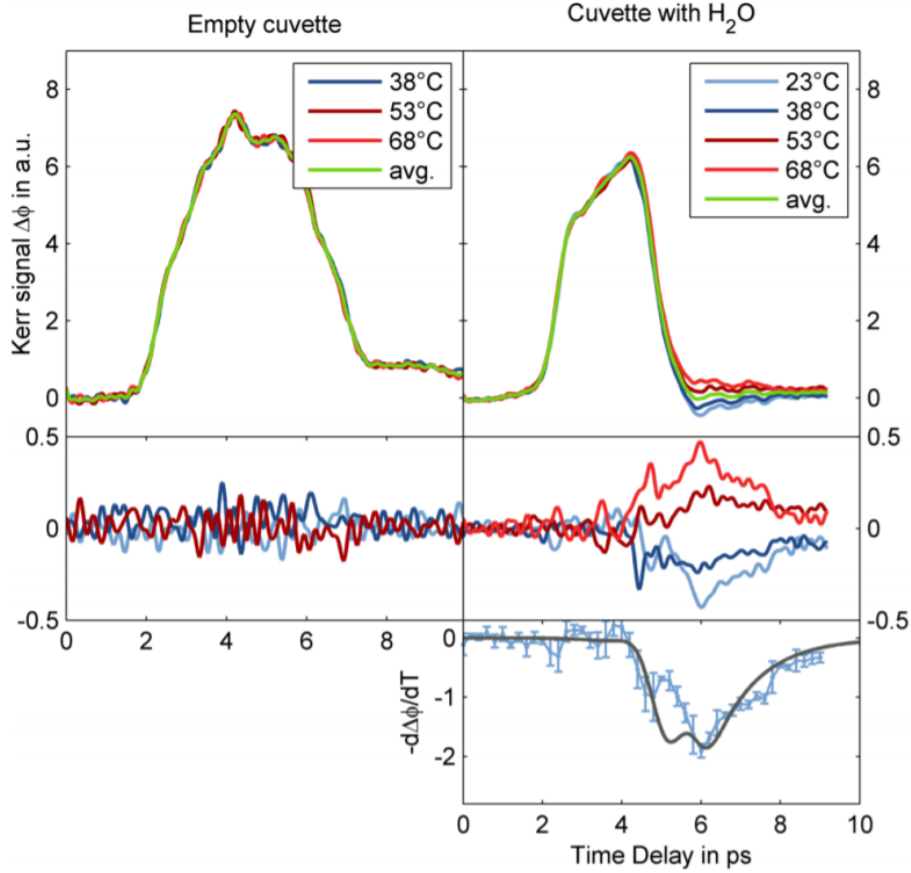 Empty cuvette
Cuvette with H₂O
Kerr signal Δϕ in a.u.
8
6
4
2
0
38°C
53°C
68°C
avg.
23°C
38°C
53°C
68°C
avg.
8
6
4
2
0
0.5
0
-0.5
0.5
0
-0.5
0 2 4 6 8
-dΔϕ/dT
0
-1
-2
0 2 4 6 8 10
Time Delay in ps